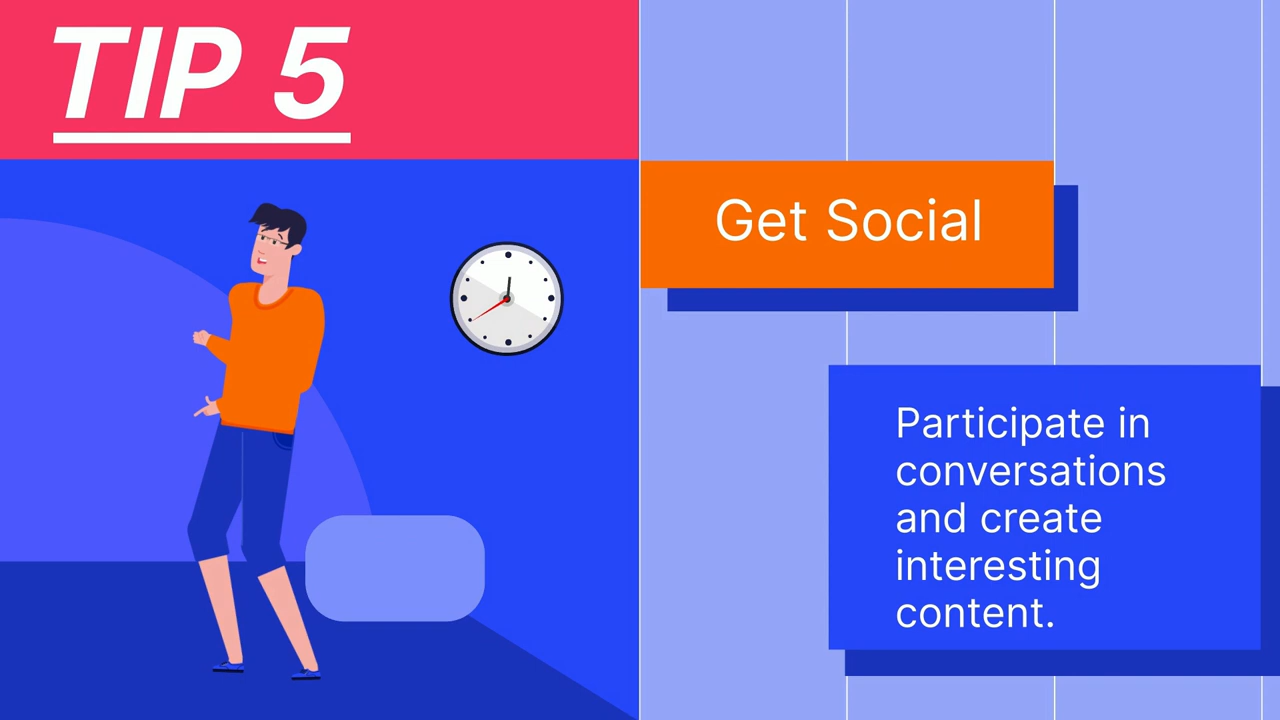 TIP 5
Get Social
Participate in
conversations
and create
interesting
content.